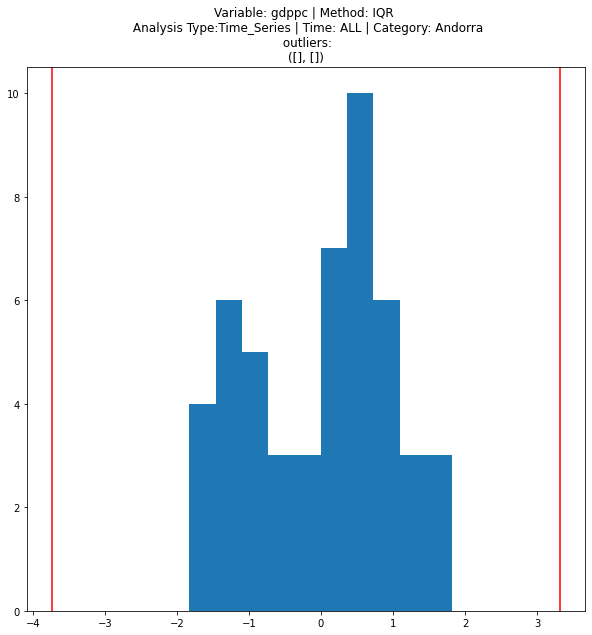 Variable: gdppc | Method: IQR
Analysis Type:Time_Series | Time: ALL | Category: Andorra
outliers:
([], [])
10
8
6
4
2
0
−4 −3 −2 −1 0 1 2 3